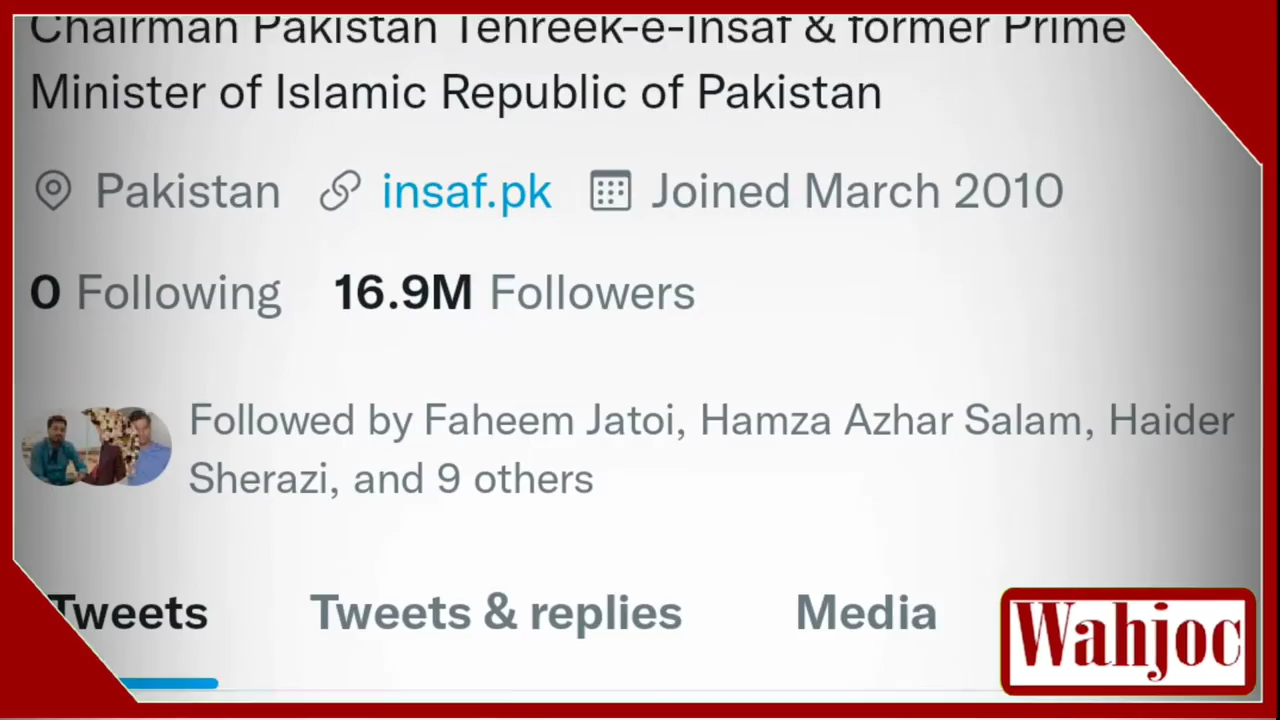 Chairman Pakistan Tehreek-e-Insaf & former Prime
Minister of Islamic Republic of Pakistan
Pakistan insaf.pk Joined March 2010
0 Following 16.9M Followers
Followed by Faheem Jatoi, Hamza Azhar Salam, Haider
Sherazi, and 9 others
Tweets Tweets & replies Media
Wahjoc